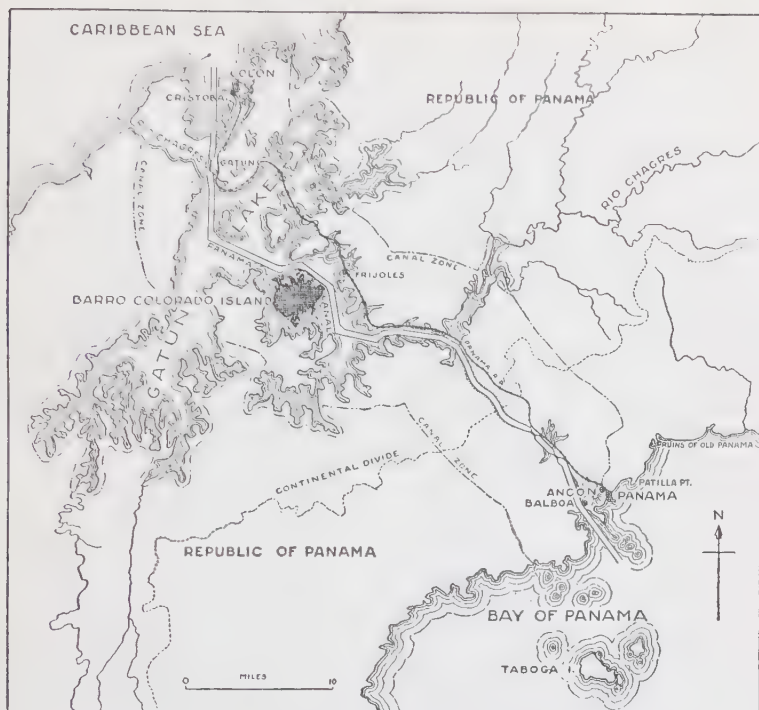 CARIBBEAN SEA
COLON
CRISTOBAL
REPUBLIC OF PANAMA
RIO CHAGRES
GATUN
CANAL ZONE
RIO CHAGRES
LAKE
PANAMA
CANAL ZONE
FRIJOLES
BARRO COLORADO ISLAND
CANAL
GATUN
PANAMA R.R.
CANAL ZONE
CONTINENTAL DIVIDE
RUINS OF OLD PANAMA
PATILLA PT.
ANCON
PANAMA
BALBOA
N
REPUBLIC OF PANAMA
BAY OF PANAMA
TABOGA I.
0 MILES 10